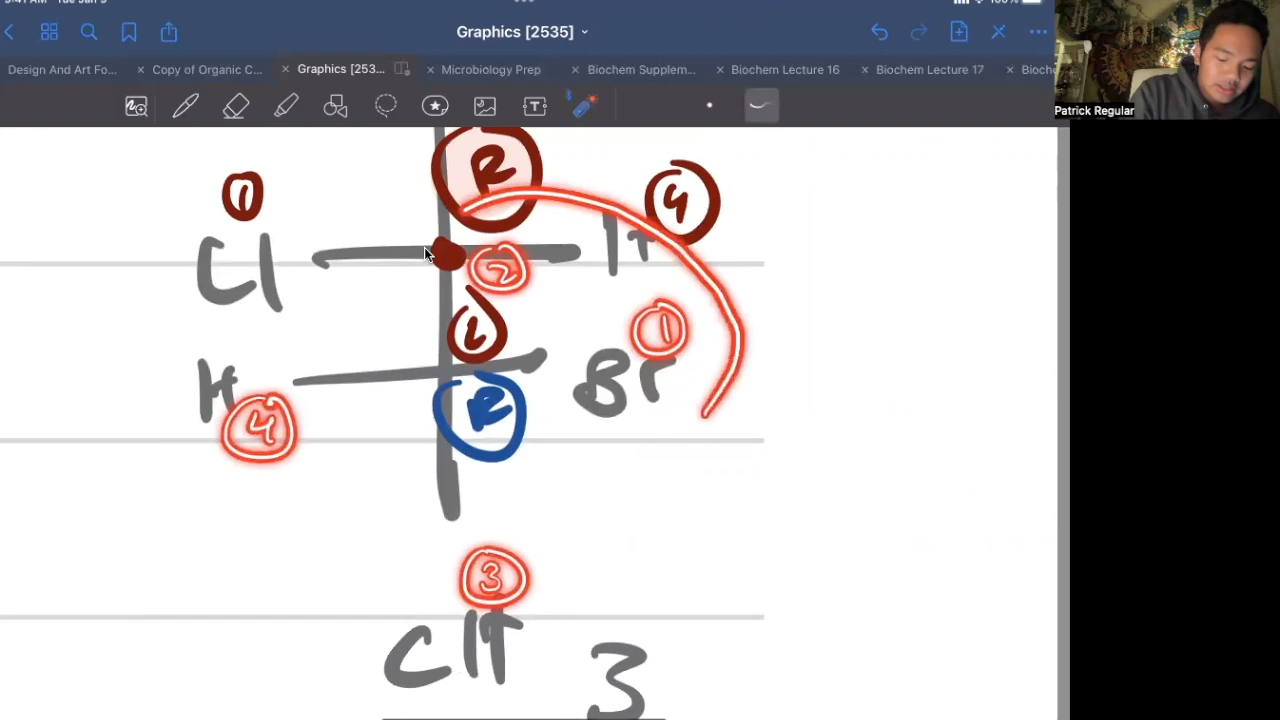 Graphics [2535]
Design And Art Fo... × Copy of Organic C... × Graphics [253... × Microbiology Prep × Biochem Supplem... × Biochem Lecture 16 × Biochem Lecture 17 ×
Patrick Regular
R
1 4
Cl H
2
1
2
H Br
R
4
3
CH 3